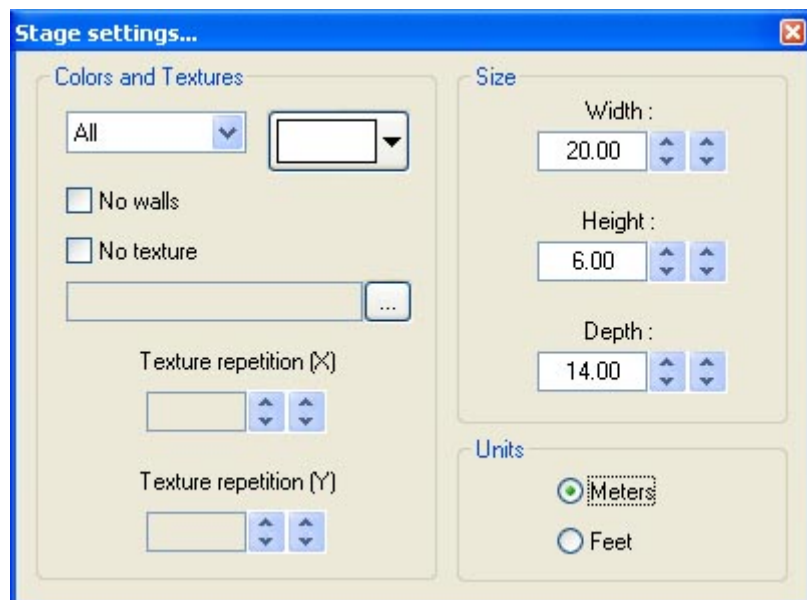 Stage settings...
Colors and Textures
All
No walls
No texture
...
Texture repetition (X)
Texture repetition (Y)
Size
Width :
20.00
Height :
6.00
Depth :
14.00
Units
Meters
Feet